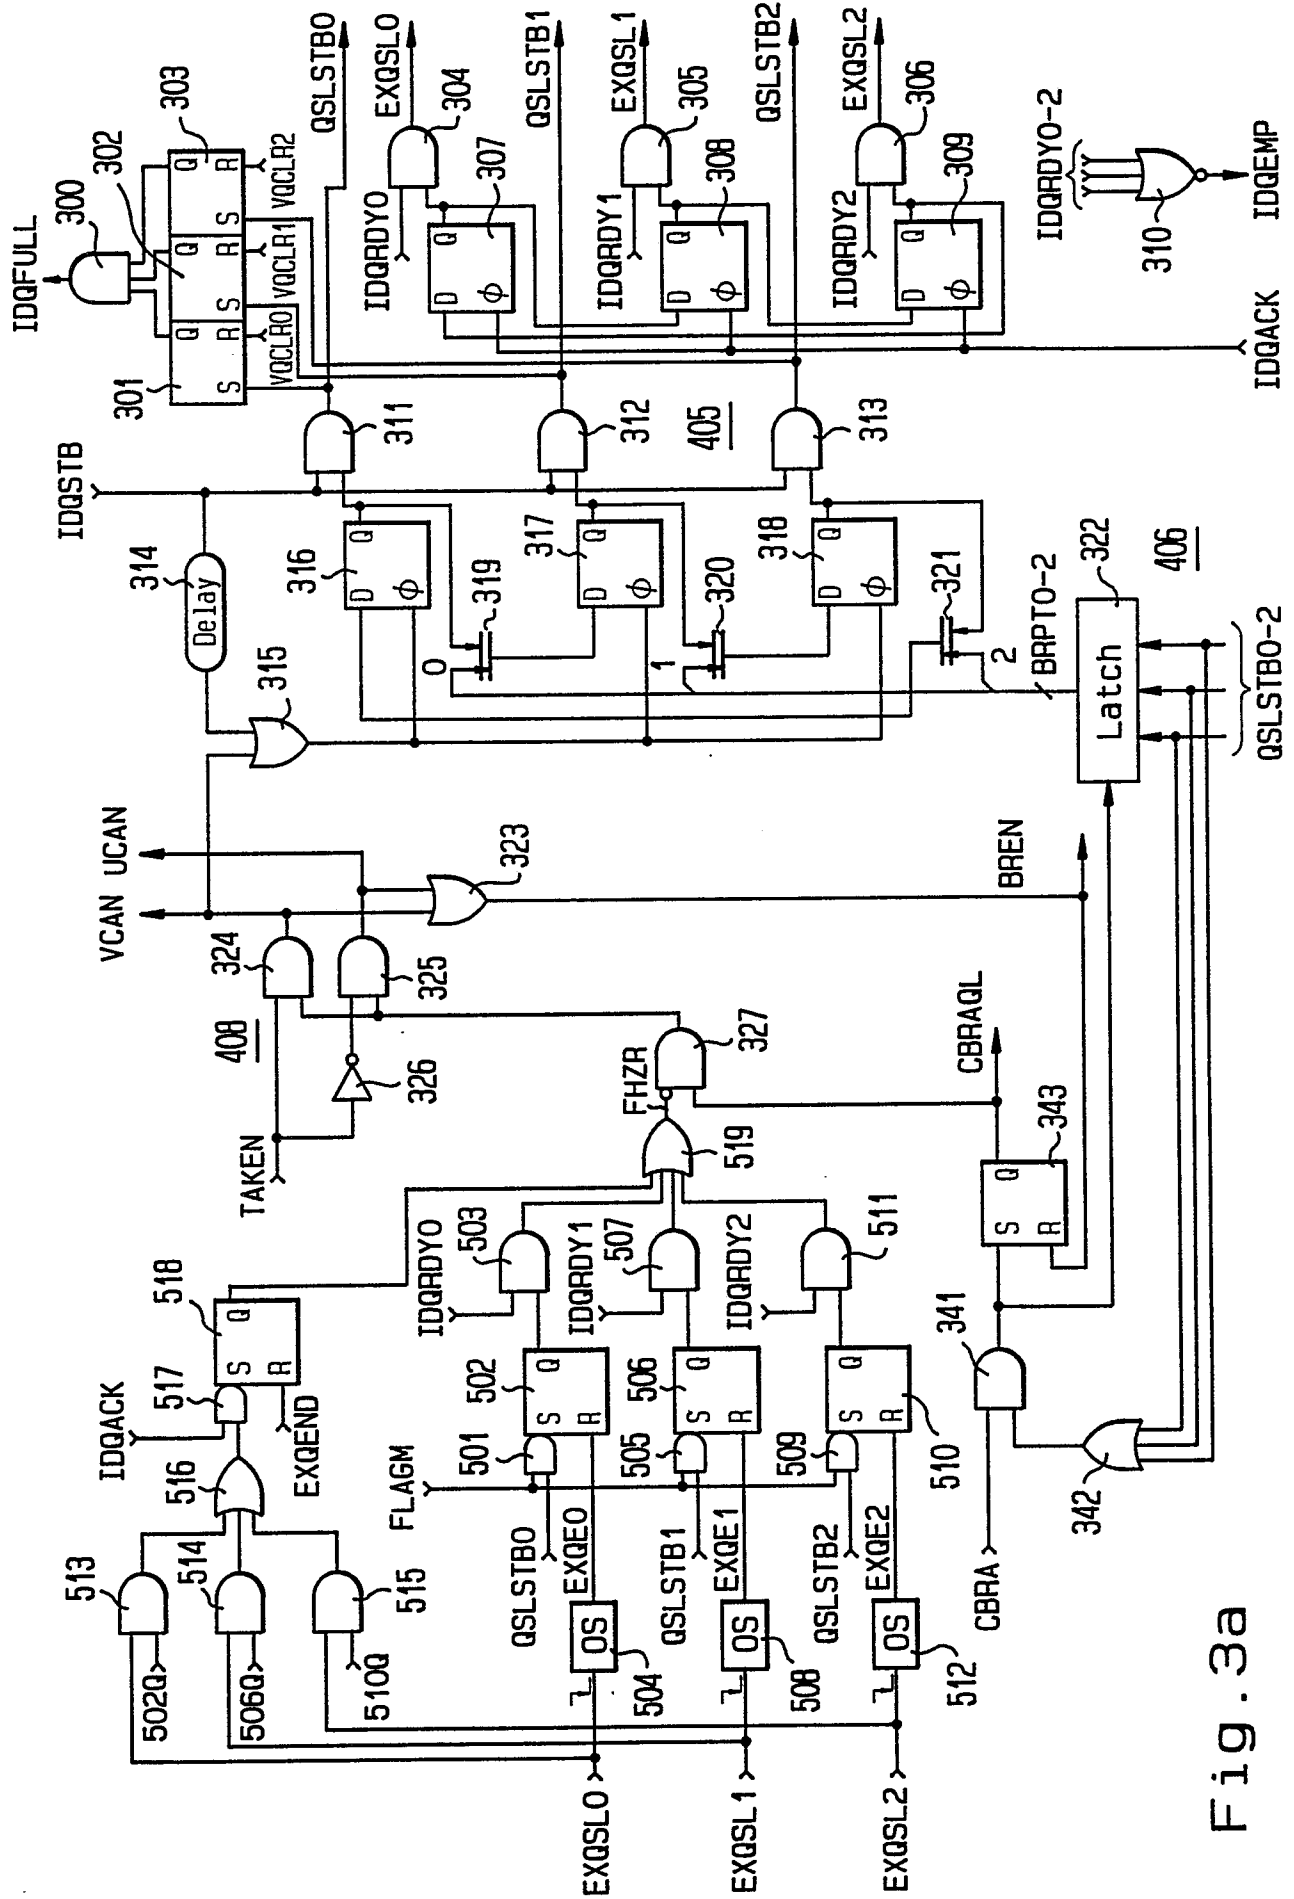 IDQFULL
300
302
303
301
Q
Q
Q
S
R
S
R
S
R
VQCLR0
VQCLR1
VQCLR2
QSLSTB0
EXQSL0
QSLSTB1
EXQSL1
QSLSTB2
EXQSL2
304
305
306
IDQRDY0
307
IDQRDY1
308
IDQRDY2
309
Q
D
ϕ
Q
D
ϕ
Q
D
ϕ
IDQRDY0-2
310
IDQEMP
IDQACK
IDQSTB
311
312
405
313
314
Delay
315
316
317
318
D
Q
ϕ
D
Q
ϕ
D
Q
ϕ
319
320
321
0
1
2
BRPT0-2
322
Latch
406
QSLSTB0-2
VCAN
UCAN
323
324
325
408
326
TAKEN
327
FHZR
519
BREN
CBRAQL
343
S
Q
R
341
342
CBRA
IDQACK
517
518
S
Q
R
516
EXQEND
513
514
515
502Q
506Q
510Q
IDQRDY0
503
IDQRDY1
507
IDQRDY2
511
FLAGM
501
502
505
506
509
510
S
Q
R
S
Q
R
S
Q
R
QSLSTB0
EXQE0
QSLSTB1
EXQE1
QSLSTB2
EXQE2
OS
504
OS
508
OS
512
EXQSL0
EXQSL1
EXQSL2
Fig.3a